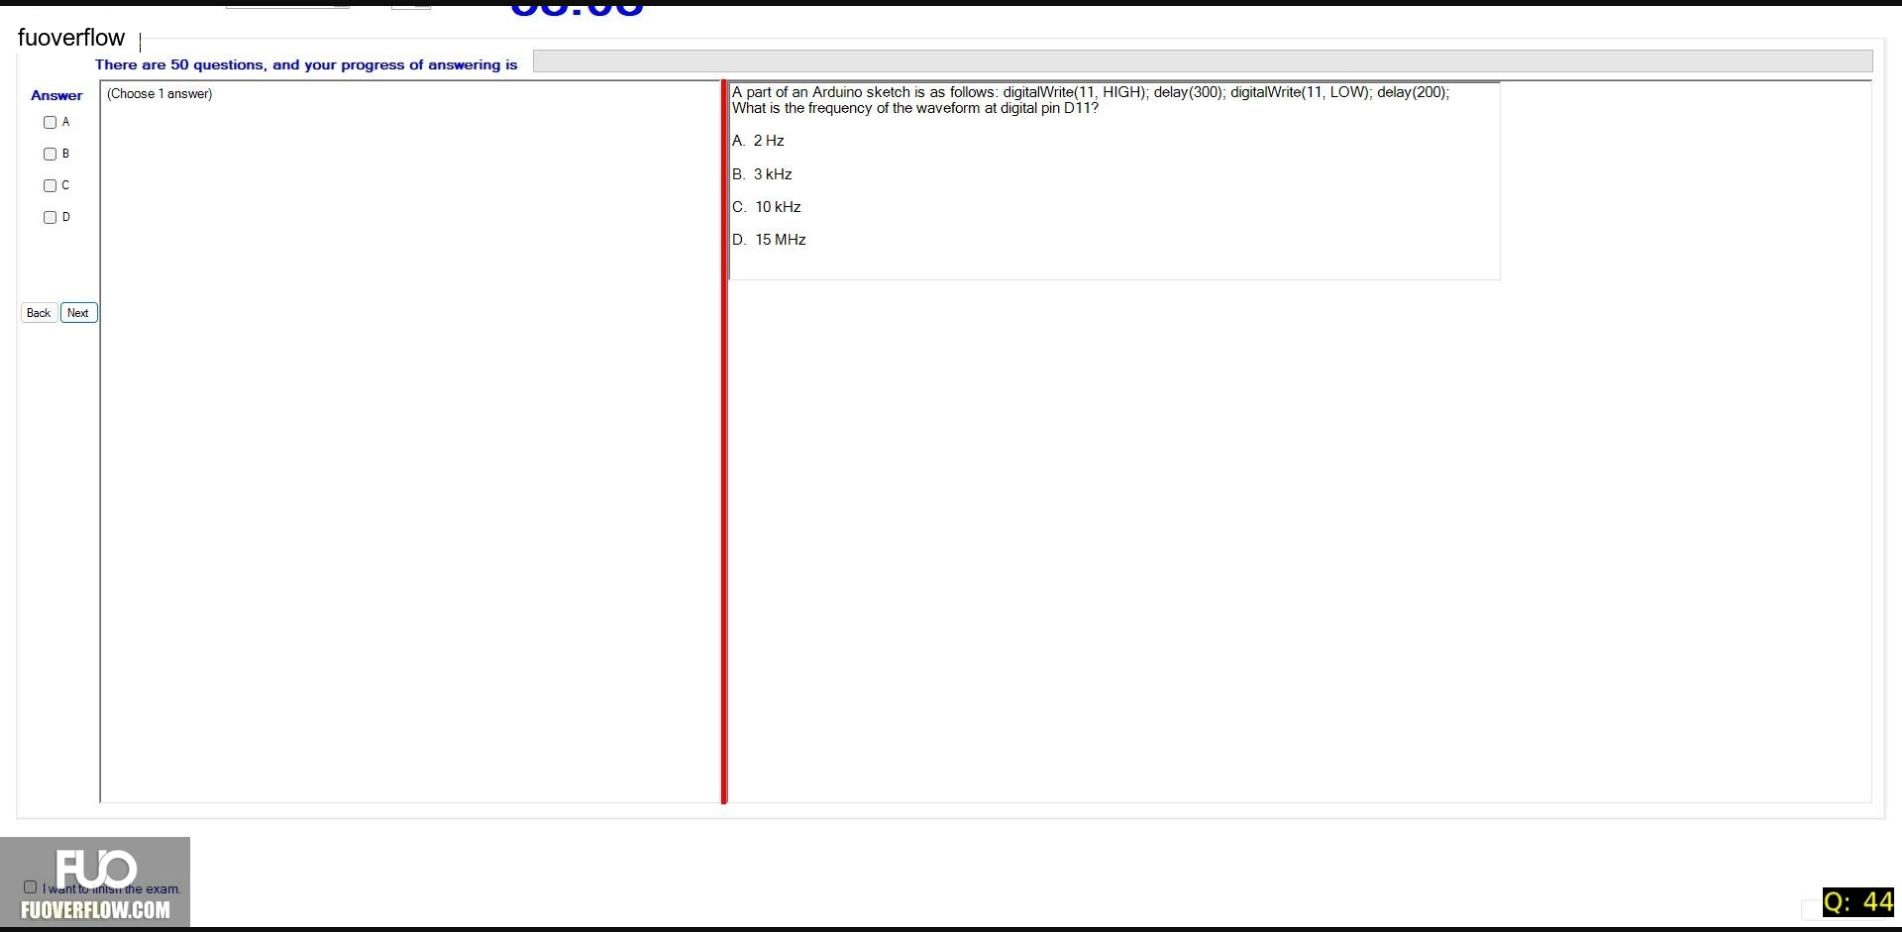 fuoverflow
There are 50 questions, and your progress of answering is
Answer
(Choose 1 answer)
A
B
C
D
Back
Next
A part of an Arduino sketch is as follows: digitalWrite(11, HIGH); delay(300); digitalWrite(11, LOW); delay(200);
What is the frequency of the waveform at digital pin D11?
A. 2 Hz
B. 3 kHz
C. 10 kHz
D. 15 MHz
FUO
I want to finish the exam.
FUOVERFLOW.COM
Q: 44